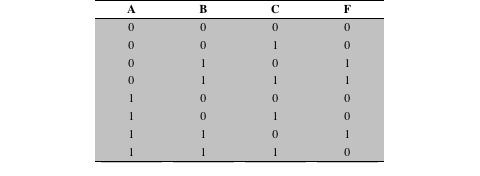 A B C F
0 0 0 0
0 0 1 0
0 1 0 1
0 1 1 1
1 0 0 0
1 0 1 0
1 1 0 1
1 1 1 0